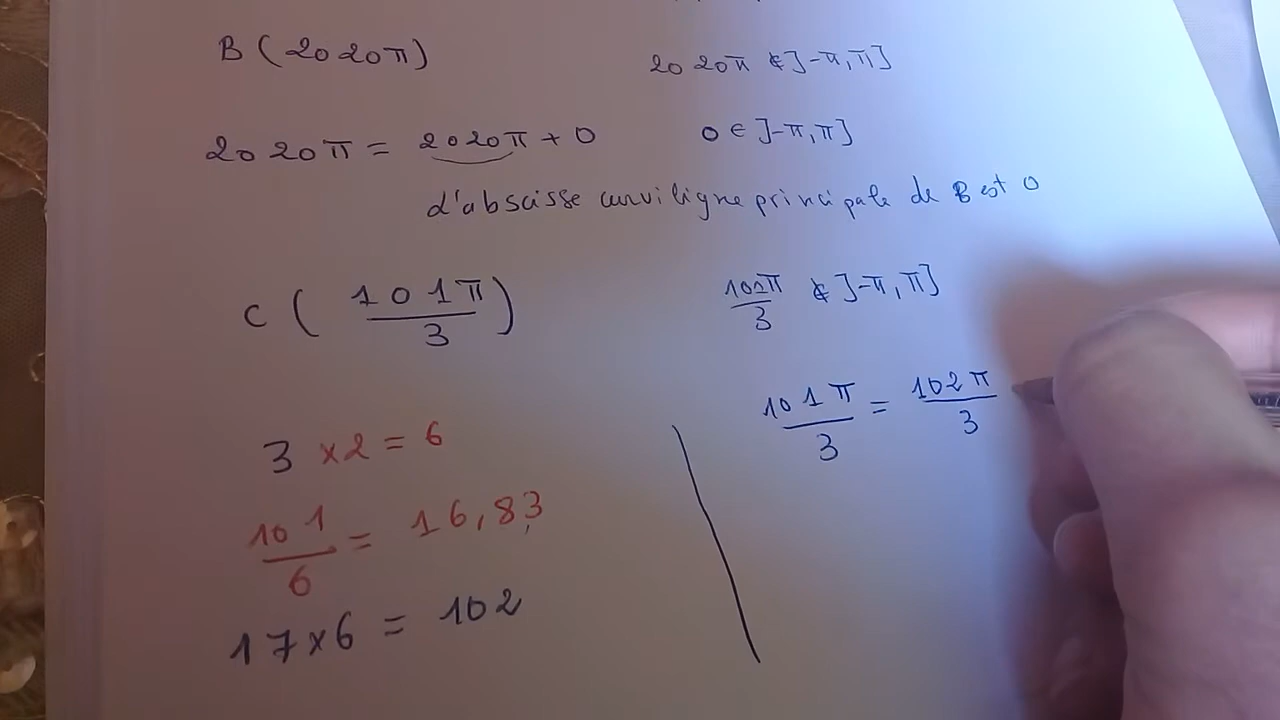 B ( 2020π )
2020π ∉ ]-π, π]
2020π = 2020π + 0
0 ∈ ]-π, π]
d'abscisse curviligne principale de B est 0
C ( 101π / 3 )
101π / 3 ∉ ]-π, π]
101π / 3 = 102π / 3
3 × 2 = 6
101 / 6 = 16,83
17 × 6 = 102